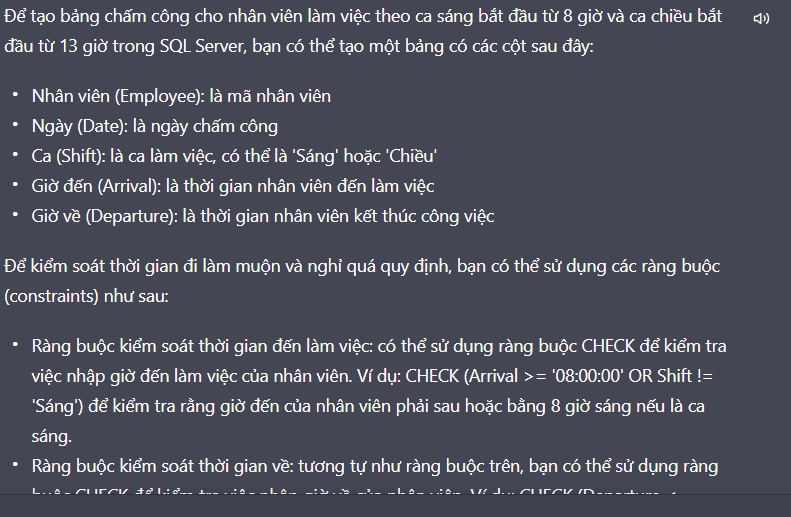 Để tạo bảng chấm công cho nhân viên làm việc theo ca sáng bắt đầu từ 8 giờ và ca chiều bắt
đầu từ 13 giờ trong SQL Server, bạn có thể tạo một bảng có các cột sau đây:
• Nhân viên (Employee): là mã nhân viên
• Ngày (Date): là ngày chấm công
• Ca (Shift): là ca làm việc, có thể là 'Sáng' hoặc 'Chiều'
• Giờ đến (Arrival): là thời gian nhân viên đến làm việc
• Giờ về (Departure): là thời gian nhân viên kết thúc công việc
Để kiểm soát thời gian đi làm muộn và nghỉ quá quy định, bạn có thể sử dụng các ràng buộc
(constraints) như sau:
• Ràng buộc kiểm soát thời gian đến làm việc: có thể sử dụng ràng buộc CHECK để kiểm tra
việc nhập giờ đến làm việc của nhân viên. Ví dụ: CHECK (Arrival >= '08:00:00' OR Shift !=
'Sáng') để kiểm tra rằng giờ đến của nhân viên phải sau hoặc bằng 8 giờ sáng nếu là ca
sáng.
• Ràng buộc kiểm soát thời gian về: tương tự như ràng buộc trên, bạn có thể sử dụng ràng
buộc CHECK để kiểm tra việc nhập giờ về của nhân viên. Ví dụ: CHECK (Departure <